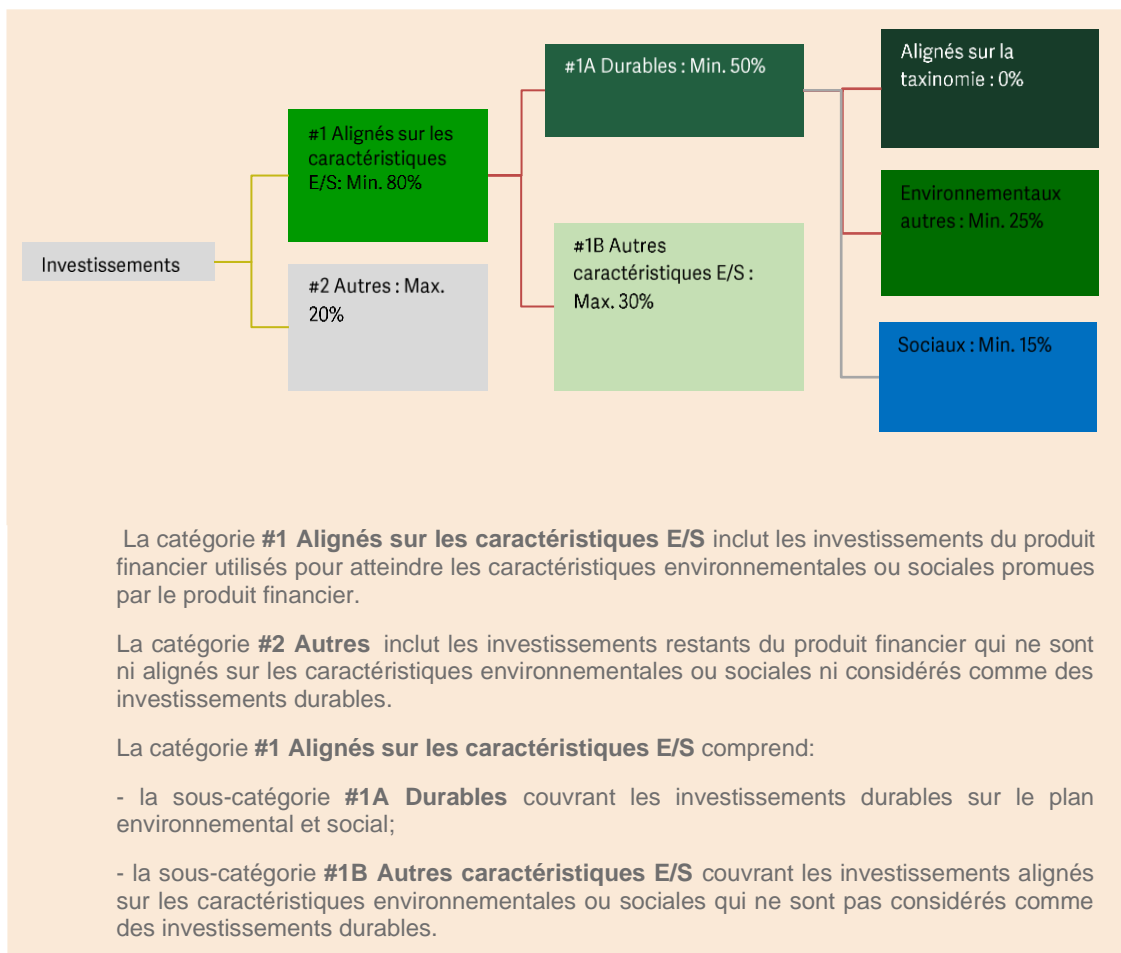 #1A Durables : Min. 50%
Alignés sur la
taxinomie : 0%
#1 Alignés sur les
caractéristiques
E/S: Min. 80%
Environnementaux
autres : Min. 25%
#1B Autres
caractéristiques E/S :
Max. 30%
Investissements
#2 Autres : Max.
20%
Sociaux : Min. 15%
La catégorie #1 Alignés sur les caractéristiques E/S inclut les investissements du produit
financier utilisés pour atteindre les caractéristiques environnementales ou sociales promues
par le produit financier.
La catégorie #2 Autres inclut les investissements restants du produit financier qui ne sont
ni alignés sur les caractéristiques environnementales ou sociales ni considérés comme des
investissements durables.
La catégorie #1 Alignés sur les caractéristiques E/S comprend:
- la sous-catégorie #1A Durables couvrant les investissements durables sur le plan
environnemental et social;
- la sous-catégorie #1B Autres caractéristiques E/S couvrant les investissements alignés
sur les caractéristiques environnementales ou sociales qui ne sont pas considérés comme
des investissements durables.